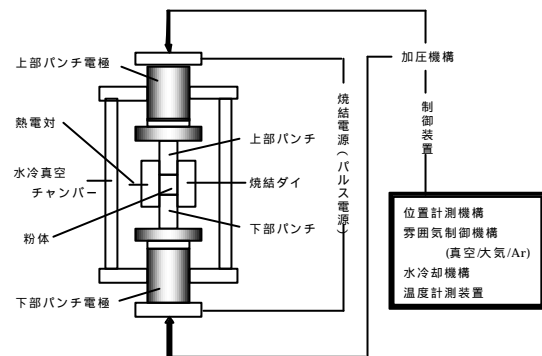 上部パンチ電極
熱電対
水冷真空
チャンバー
粉体
下部パンチ電極
上部パンチ
焼結ダイ
下部パンチ
焼結電源(パルス電源)
加圧機構
制御装置
位置計測機構
雰囲気制御機構
(真空/大気/Ar)
水冷却機構
温度計測装置